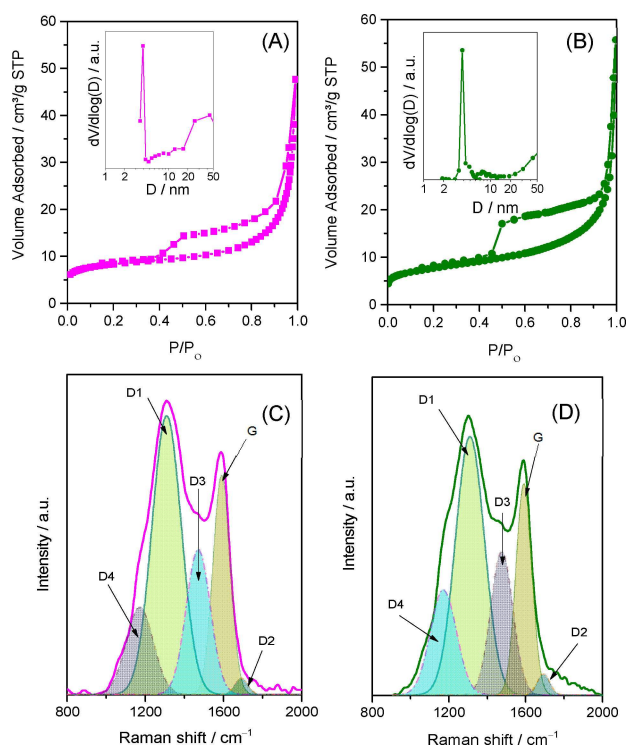 (A)
Volume Adsorbed / cm³/g STP
60
50
40
30
20
10
0
0.0 0.2 0.4 0.6 0.8 1.0
P/Pₒ
dV/dlog(D) / a.u.
1 2 10 20 50
D / nm
(B)
Volume Adsorbed / cm³/g STP
60
50
40
30
20
10
0
0.0 0.2 0.4 0.6 0.8 1.0
P/Pₒ
dV/dlog(D) / a.u.
1 2 10 20 50
D / nm
(C)
Intensity / a.u.
D1
G
D3
D4
D2
800 1200 1600 2000
Raman shift / cm⁻¹
(D)
Intensity / a.u.
D1
G
D3
D4
D2
800 1200 1600 2000
Raman shift / cm⁻¹